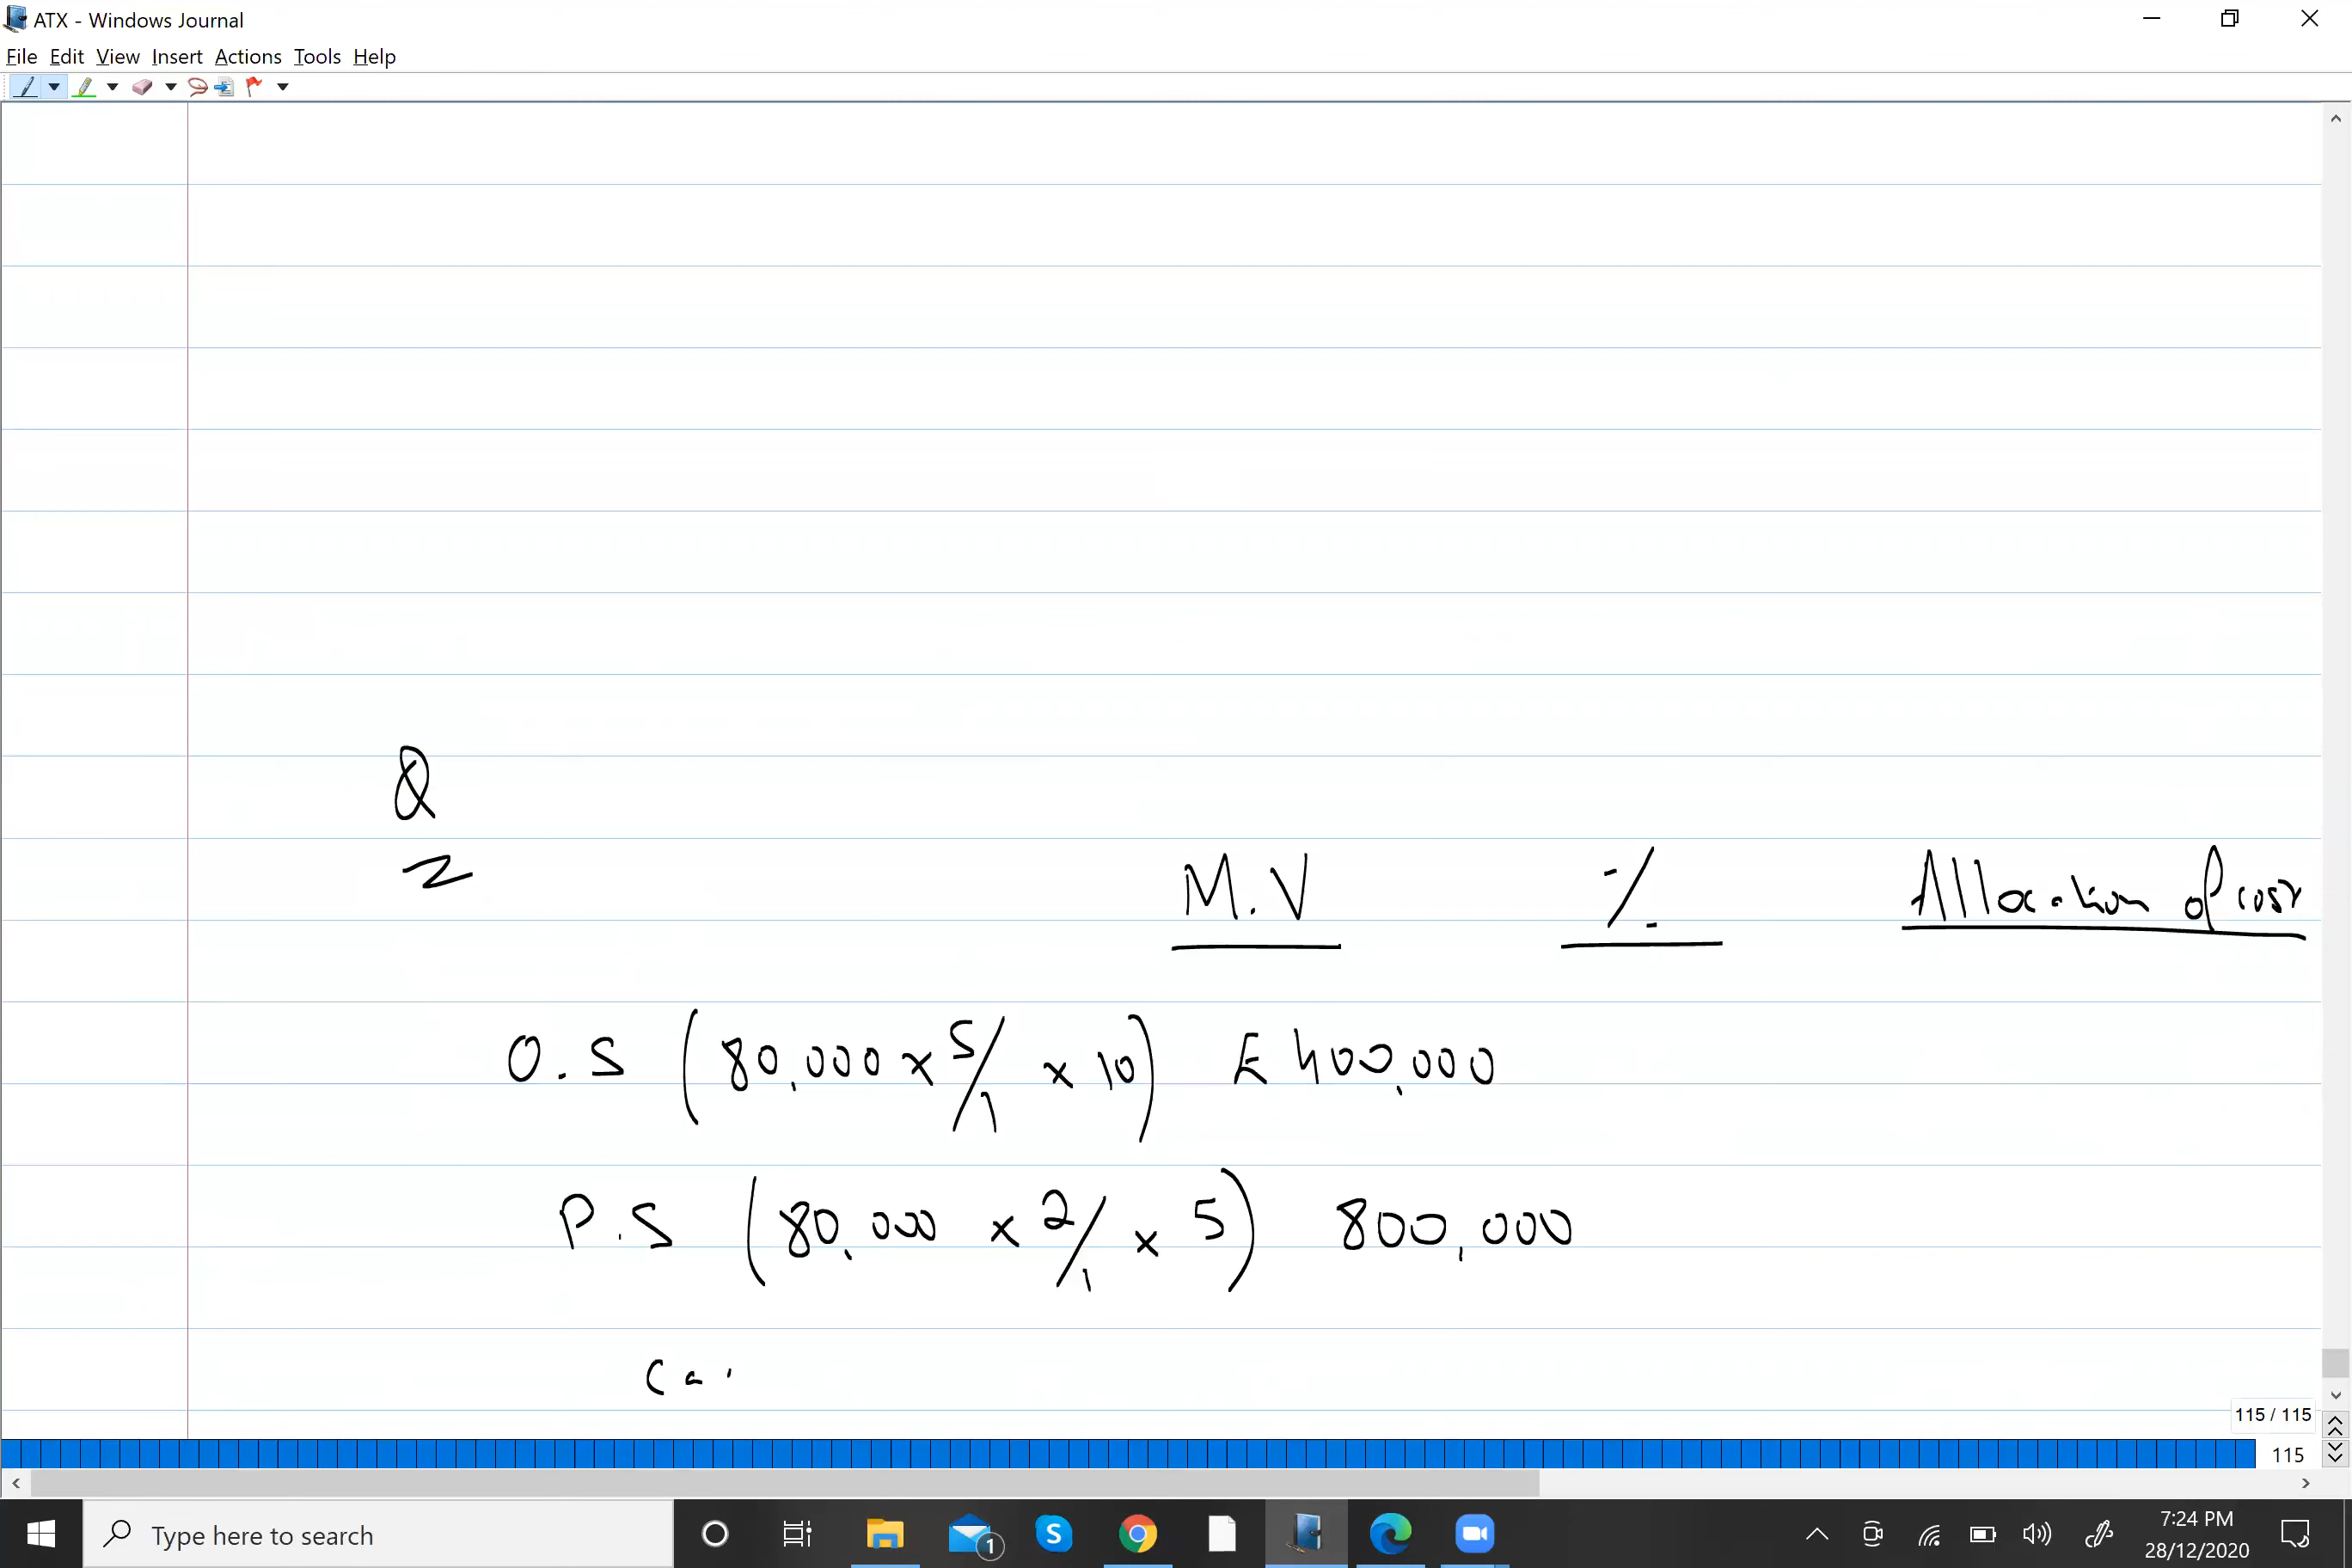 ATX - Windows Journal
File Edit View Insert Actions Tools Help
Q
M.V % Allocation of cost
O.S (80,000 x 5/1 x 10) £400,000
P.S (80,000 x 2/1 x 5) 800,000
Ca
115 / 115
115
Type here to search
1
7:24 PM
28/12/2020